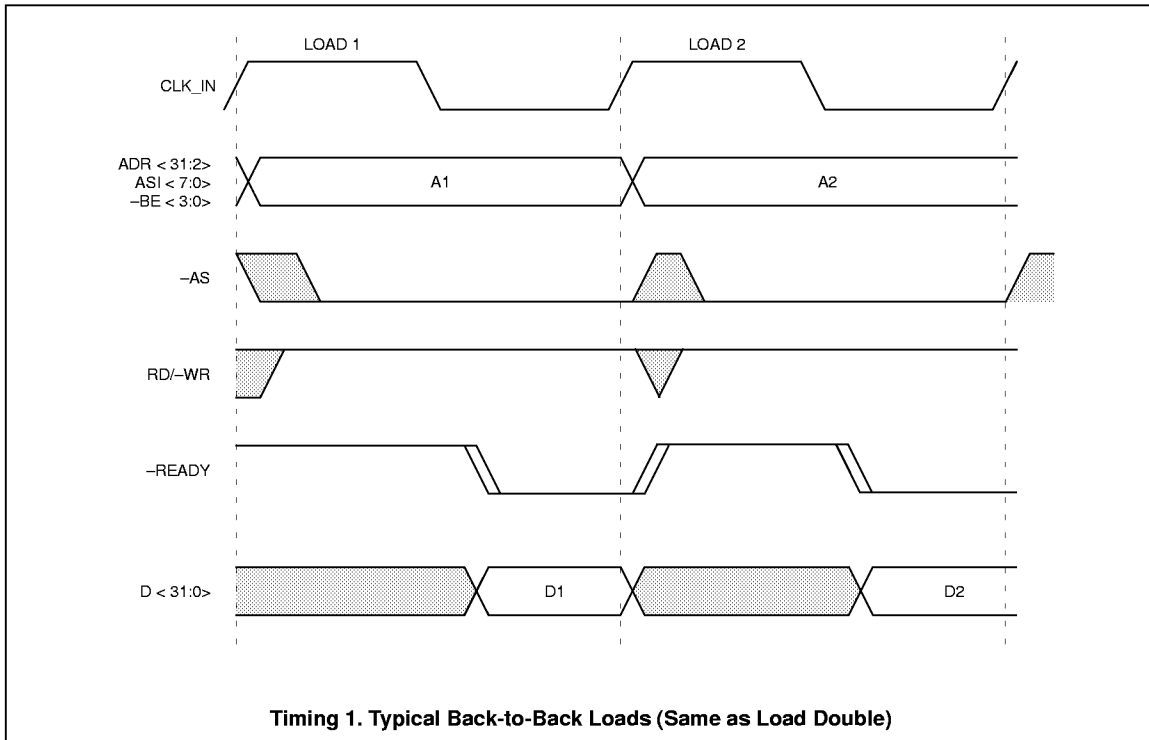 LOAD 1
LOAD 2
CLK_IN
ADR < 31:2>
ASI < 7:0>
–BE < 3:0>
A1
A2
–AS
RD/–WR
–READY
D < 31:0>
D1
D2
Timing 1. Typical Back-to-Back Loads (Same as Load Double)